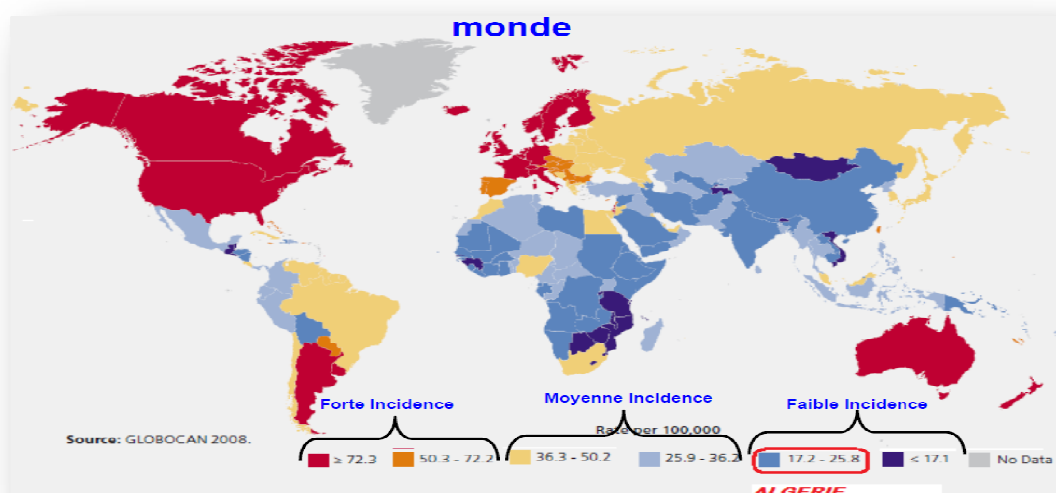 monde
Forte Incidence
Moyenne Incidence
Faible Incidence
Source: GLOBOCAN 2008.
Rate per 100,000
≥ 72.3
50.3 - 72.2
36.3 - 50.2
25.9 - 36.2
17.2 - 25.8
< 17.1
No Data
ALGERIE